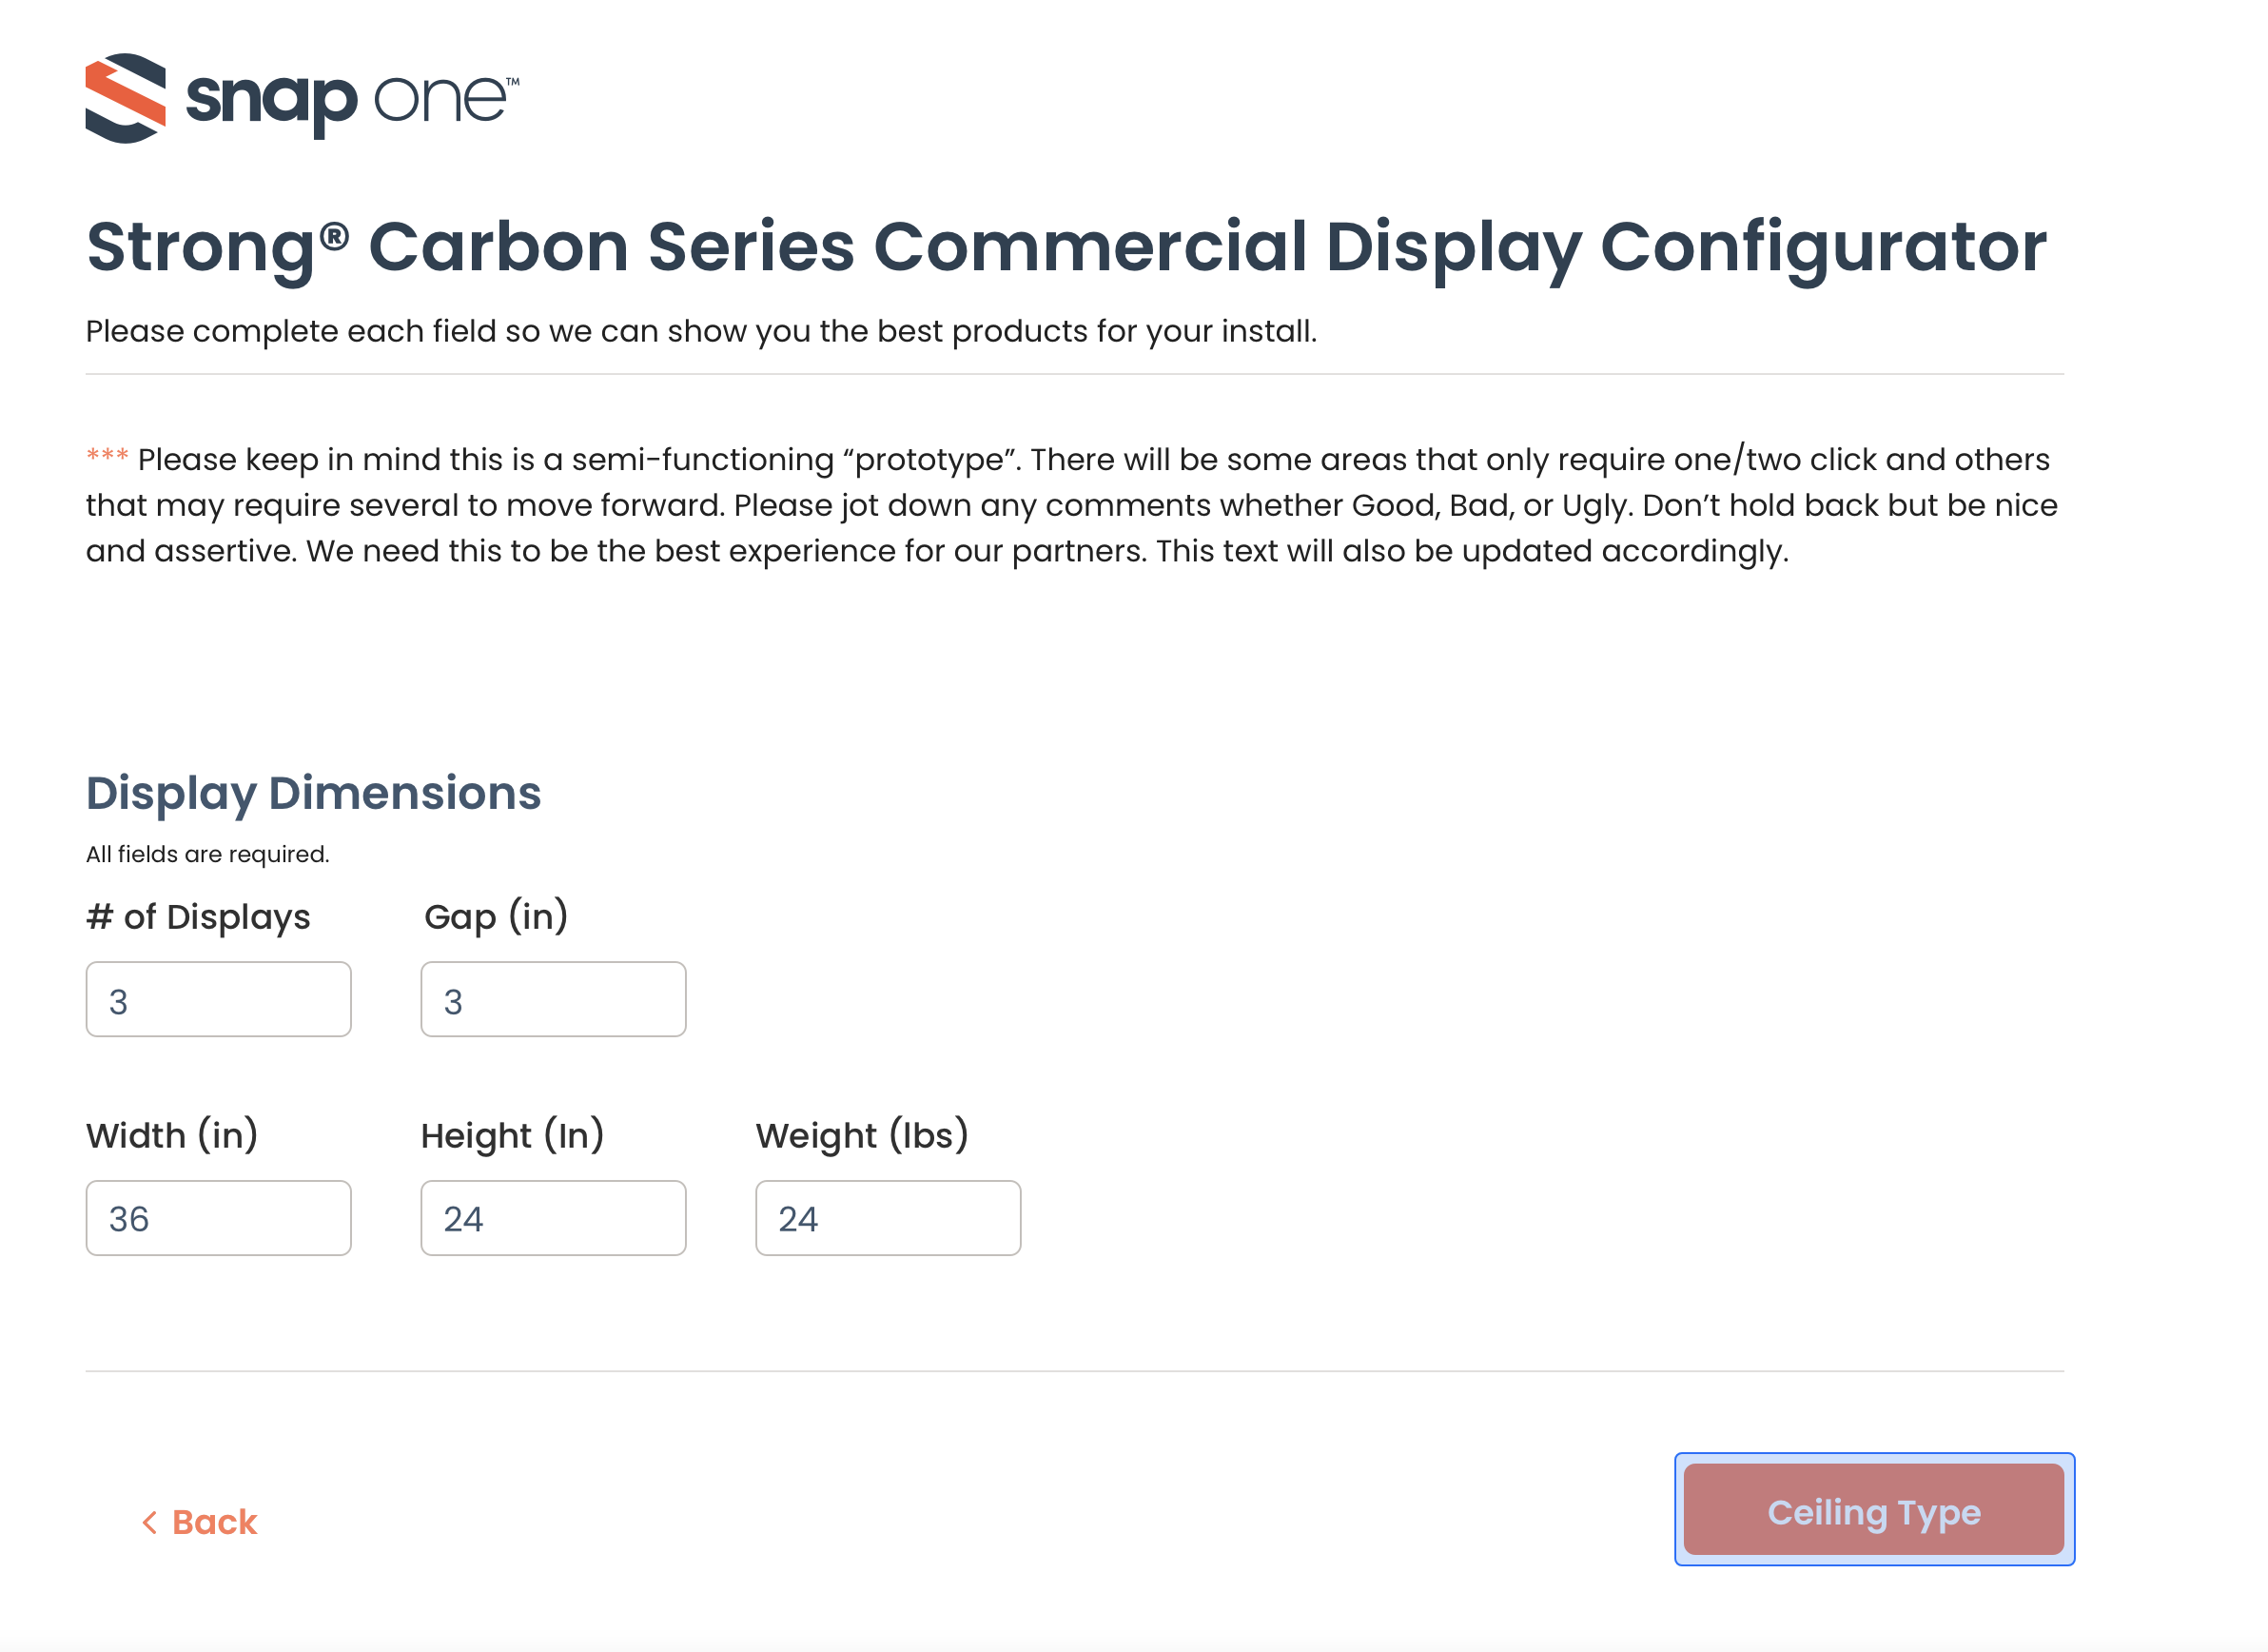 snap one™
Strong® Carbon Series Commercial Display Configurator
Please complete each field so we can show you the best products for your install.
*** Please keep in mind this is a semi-functioning “prototype”. There will be some areas that only require one/two click and others
that may require several to move forward. Please jot down any comments whether Good, Bad, or Ugly. Don’t hold back but be nice
and assertive. We need this to be the best experience for our partners. This text will also be updated accordingly.
Display Dimensions
All fields are required.
# of Displays Gap (in)
3 3
Width (in) Height (In) Weight (lbs)
36 24 24
< Back Ceiling Type